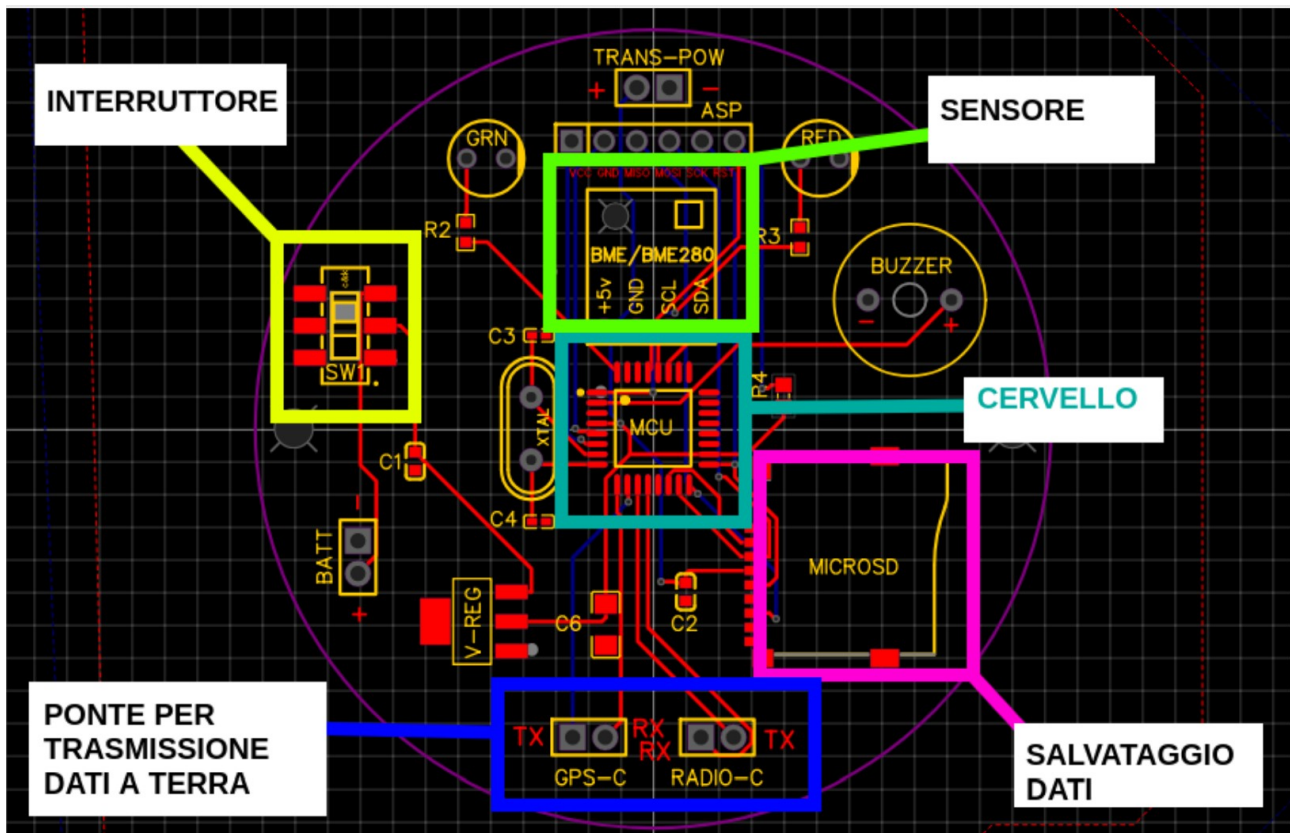 TRANS-POW
+ −
INTERRUTTORE
SENSORE
ASP
GRN
RED
VCC GND MISO MOSI SCK RST
R2
R3
BME/BME280
+5v
GND
SCL
SDA
BUZZER
− +
C3
SW1
R4
CERVELLO
XTAL
MCU
C1
C4
−
BATT
+
MICROSD
V-REG
C6
C2
PONTE PER
TRASMISSIONE
DATI A TERRA
TX
RX
RX
TX
GPS-C
RADIO-C
SALVATAGGIO
DATI